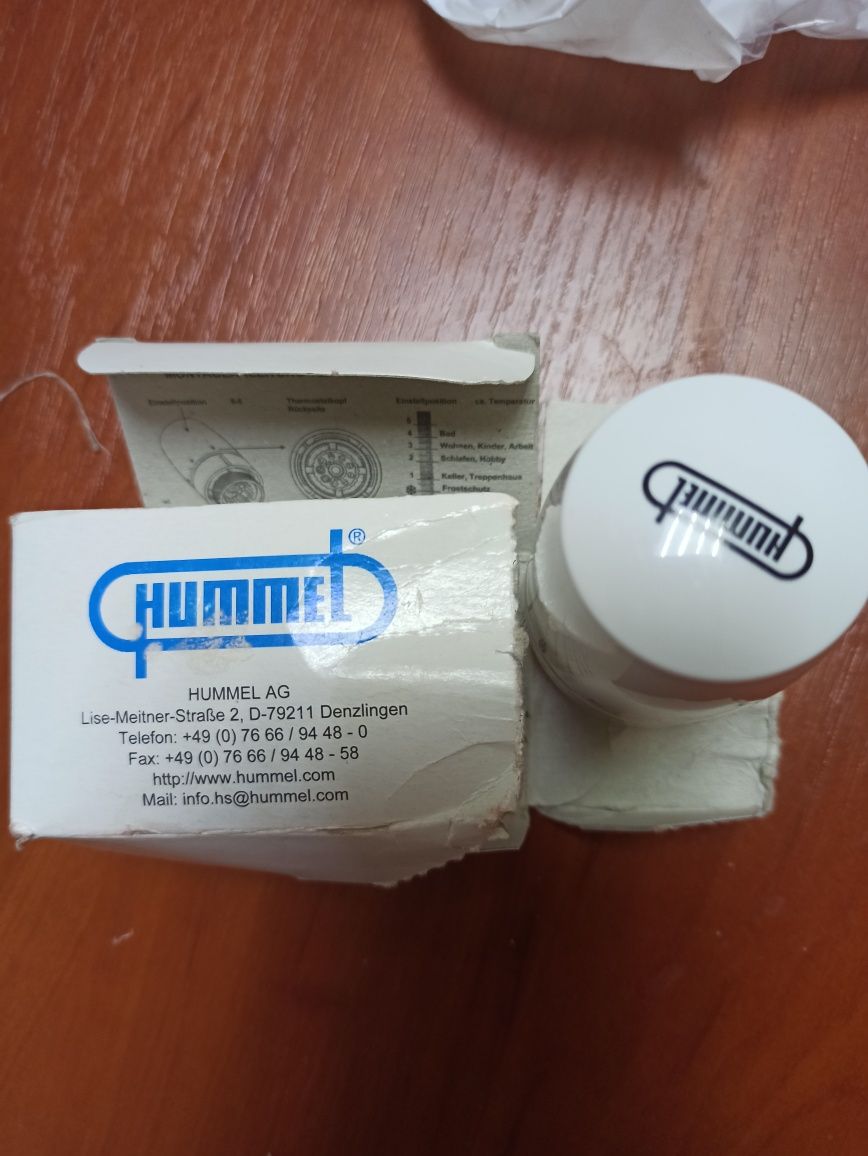 Einstellposition
Thermostatkopf
Rückseite
Einstellposition ca. Temperatur
5
4 Bad
3 Wohnen, Kinder, Arbeit
2 Schlafen, Hobby
1 Keller, Treppenhaus
Frostschutz
HUMMEL®
HUMMEL AG
Lise-Meitner-Straße 2, D-79211 Denzlingen
Telefon: +49 (0) 76 66 / 94 48 - 0
Fax: +49 (0) 76 66 / 94 48 - 58
http://www.hummel.com
Mail: info.hs@hummel.com
HUMMEL